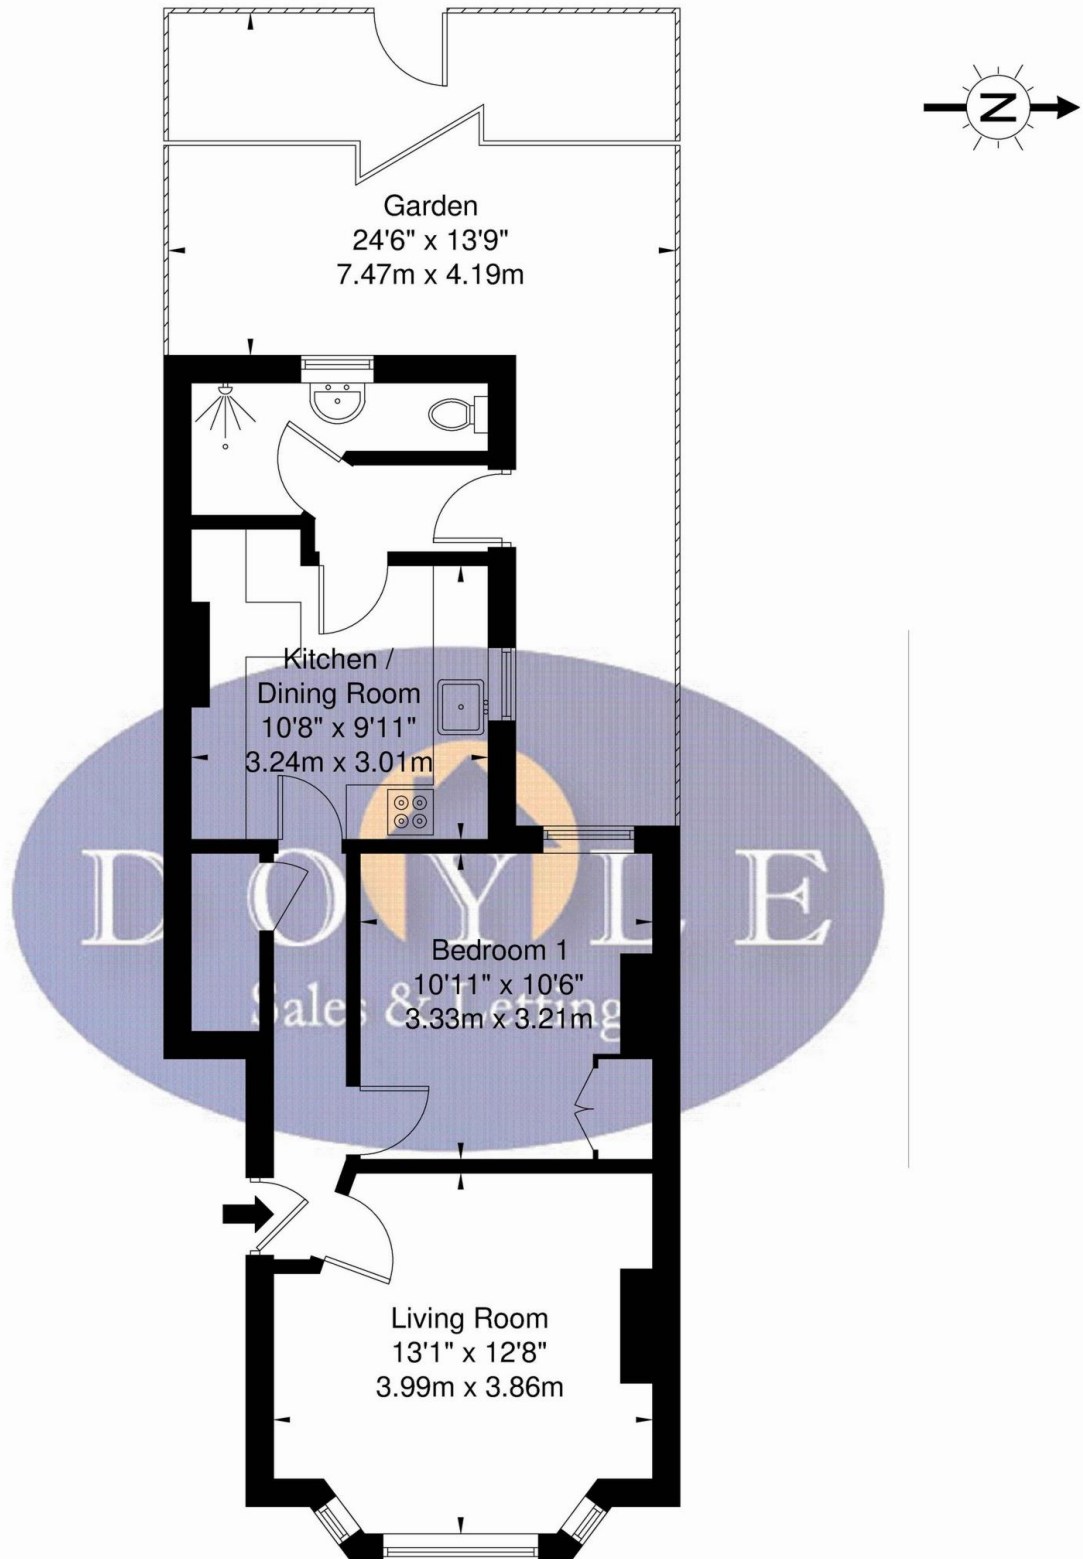 N
Garden
24'6" x 13'9"
7.47m x 4.19m
Kitchen /
Dining Room
10'8" x 9'11"
3.24m x 3.01m
DOYLE
Sales & Lettings
Bedroom 1
10'11" x 10'6"
3.33m x 3.21m
Living Room
13'1" x 12'8"
3.99m x 3.86m